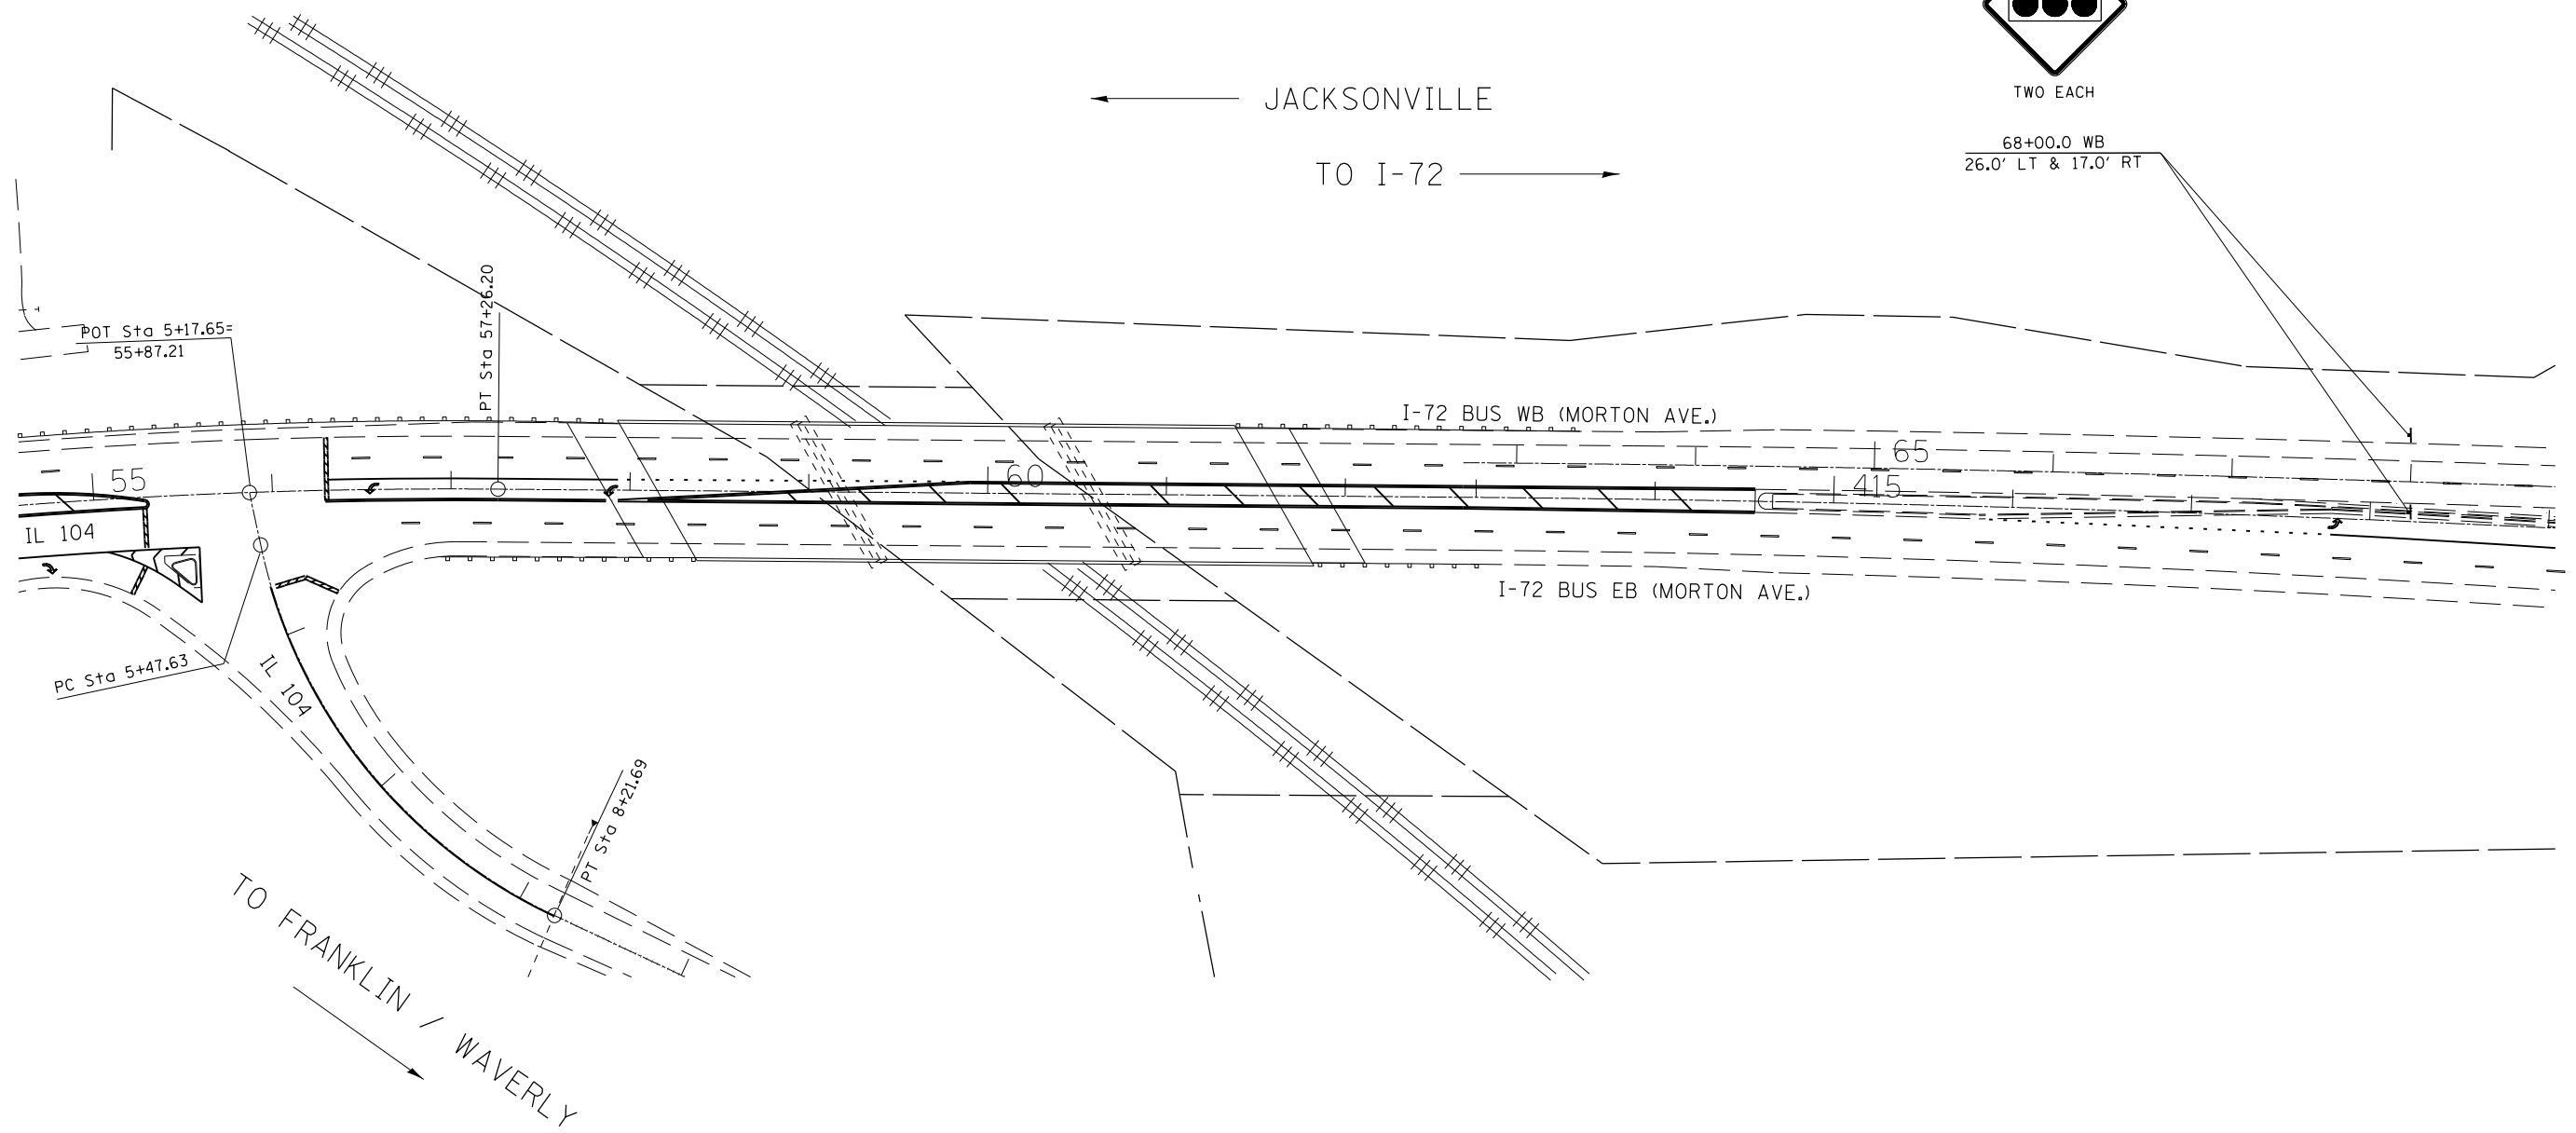 TWO EACH
JACKSONVILLE
68+00.0 WB
26.0' LT & 17.0' RT
TO I-72
PT Sta 57+26.20
POT Sta 5+17.65=
55+87.21
I-72 BUS WB (MORTON AVE.)
65
55
60
415
IL 104
I-72 BUS EB (MORTON AVE.)
PC Sta 5+47.63
IL 104
PT Sta 8+21.69
TO FRANKLIN / WAVERLY